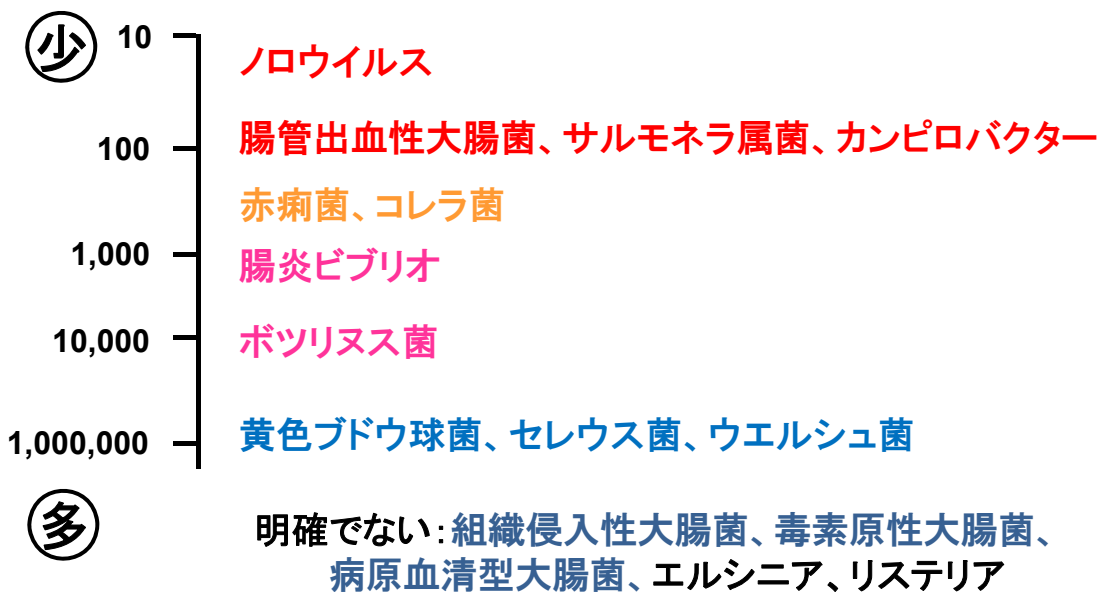 少
10
ノロウイルス
100
腸管出血性大腸菌、サルモネラ属菌、カンピロバクター
赤痢菌、コレラ菌
1,000
腸炎ビブリオ
10,000
ボツリヌス菌
1,000,000
黄色ブドウ球菌、セレウス菌、ウエルシュ菌
多
明確でない:組織侵入性大腸菌、毒素原性大腸菌、
病原血清型大腸菌、エルシニア、リステリア